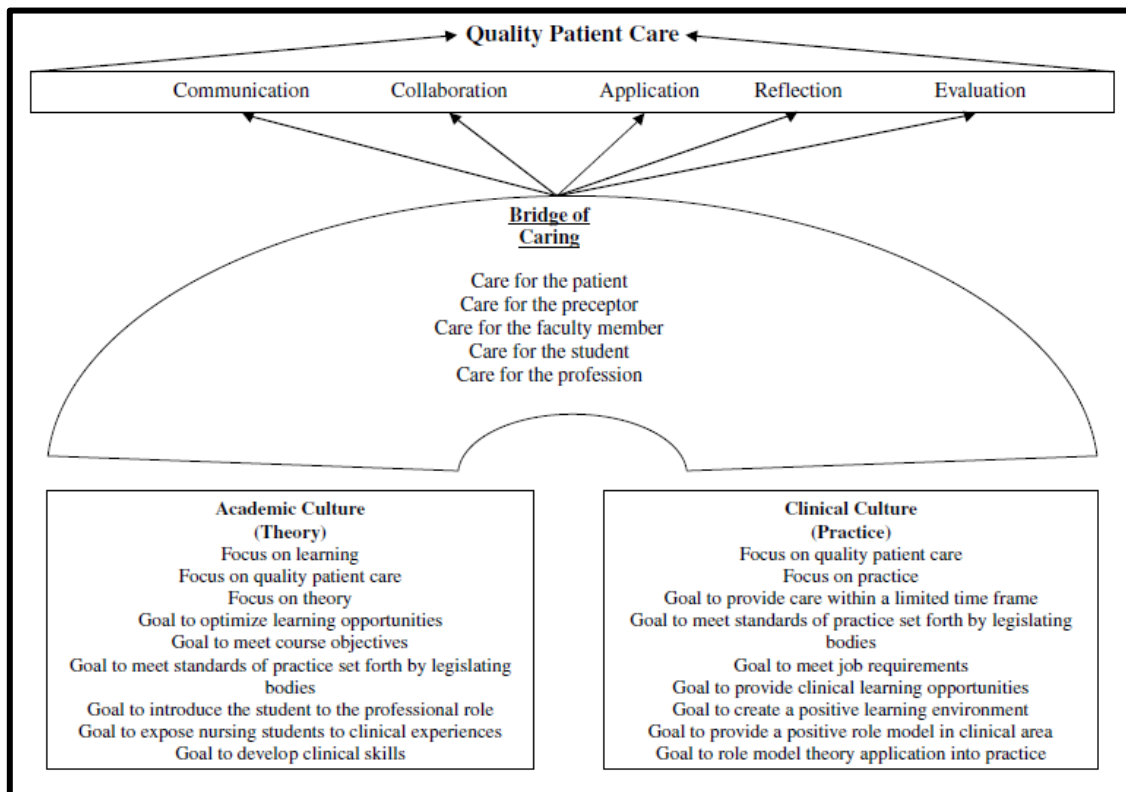 Quality Patient Care
Communication Collaboration Application Reflection Evaluation
Bridge of
Caring
Care for the patient
Care for the preceptor
Care for the faculty member
Care for the student
Care for the profession
Academic Culture
(Theory)
Focus on learning
Focus on quality patient care
Focus on theory
Goal to optimize learning opportunities
Goal to meet course objectives
Goal to meet standards of practice set forth by legislating
bodies
Goal to introduce the student to the professional role
Goal to expose nursing students to clinical experiences
Goal to develop clinical skills
Clinical Culture
(Practice)
Focus on quality patient care
Focus on practice
Goal to provide care within a limited time frame
Goal to meet standards of practice set forth by legislating
bodies
Goal to meet job requirements
Goal to provide clinical learning opportunities
Goal to create a positive learning environment
Goal to provide a positive role model in clinical area
Goal to role model theory application into practice